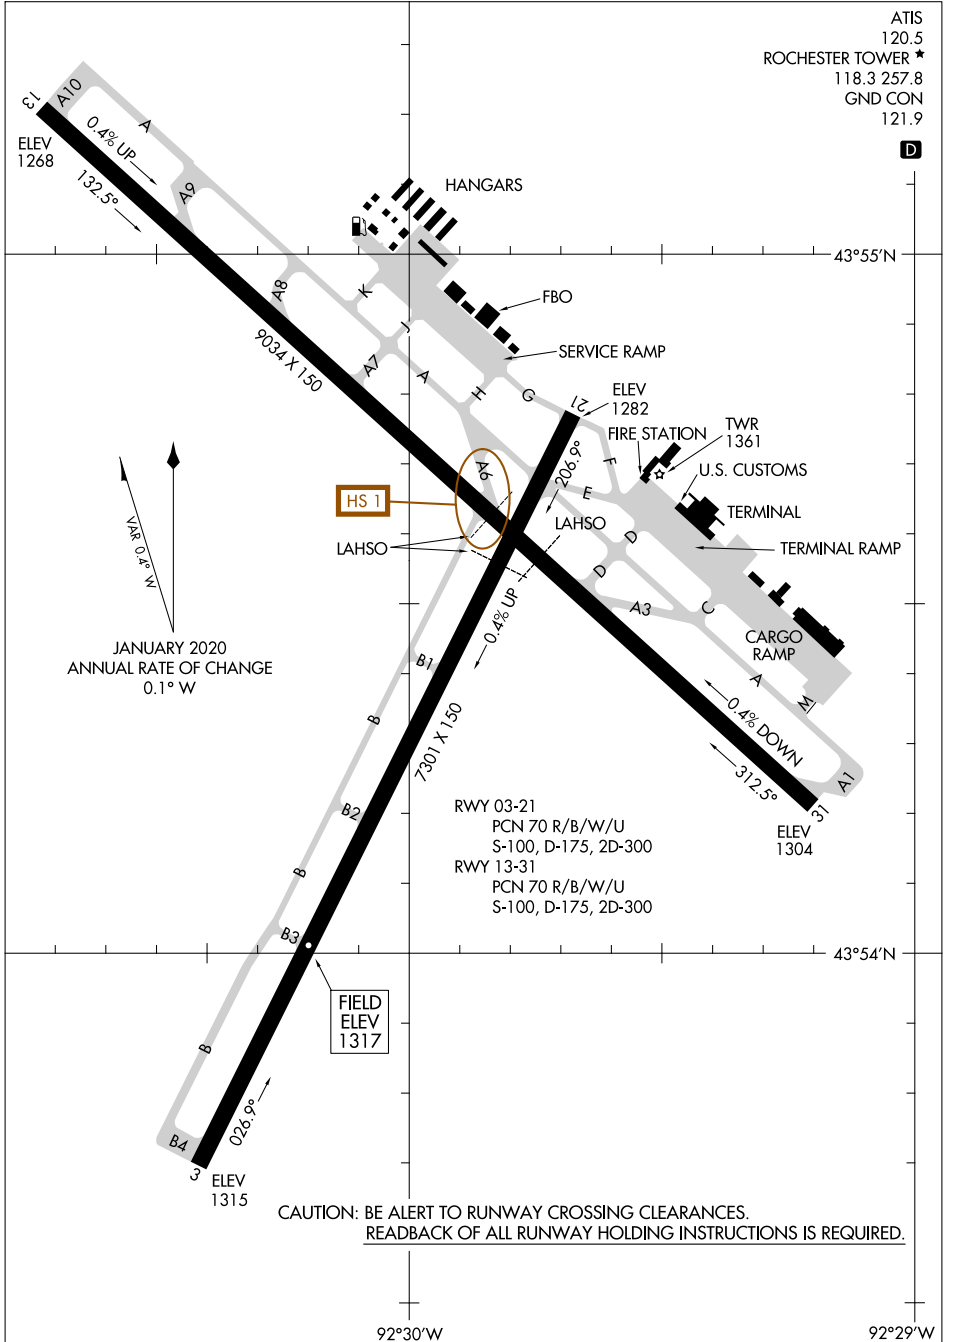 ATIS
120.5
ROCHESTER TOWER ★
118.3 257.8
GND CON
121.9
D
13
A10
A
ELEV
1268
0.4% UP
132.5°
A9
HANGARS
43°55'N
A8
K
FBO
J
9034 X 150
SERVICE RAMP
A7
A
H
G
21
ELEV
1282
FIRE STATION
TWR
1361
206.9°
F
U.S. CUSTOMS
A6
HS 1
E
TERMINAL
LAHSO
D
LAHSO
TERMINAL RAMP
VAR 0.4° W
D
A3
C
0.4% UP
CARGO
RAMP
JANUARY 2020
ANNUAL RATE OF CHANGE
0.1° W
B1
A
M
B
0.4% DOWN
7301 X 150
312.5°
A1
B2
31
ELEV
1304
RWY 03-21
PCN 70 R/B/W/U
S-100, D-175, 2D-300
RWY 13-31
PCN 70 R/B/W/U
S-100, D-175, 2D-300
B
B3
43°54'N
FIELD
ELEV
1317
B
026.9°
B4
3
ELEV
1315
CAUTION: BE ALERT TO RUNWAY CROSSING CLEARANCES.
READBACK OF ALL RUNWAY HOLDING INSTRUCTIONS IS REQUIRED.
92°30'W
92°29'W